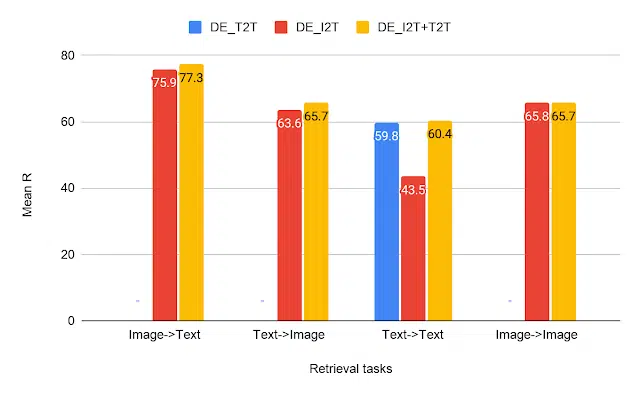 DE_T2T DE_I2T DE_I2T+T2T
80
60
40
20
0
Mean R
75.9 77.3
63.6 65.7
59.8 43.5 60.4
65.8 65.7
- - -
Image->Text Text->Image Text->Text Image->Image
Retrieval tasks